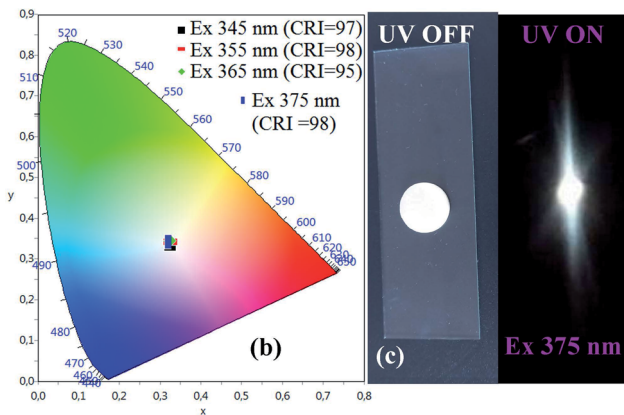 0,9
0,8
0,7
0,6
0,5
0,4
0,3
0,2
0,1
0,0
y
0,0 0,1 0,2 0,3 0,4 0,5 0,6 0,7 0,8
x
520
530
540
550
560
570
580
590
600
610
620
650
510
500
490
480
470
460
440
Ex 345 nm (CRI=97)
Ex 355 nm (CRI=98)
Ex 365 nm (CRI=95)
Ex 375 nm
(CRI =98)
(b)
UV OFF
(c)
UV ON
Ex 375 nm